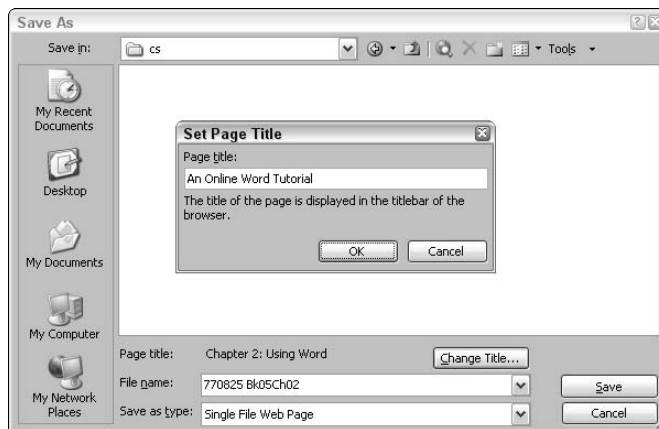 Save As
Save in:
cs
Tools
My Recent
Documents
Desktop
My Documents
My Computer
My Network
Places
Set Page Title
Page title:
An Online Word Tutorial
The title of the page is displayed in the titlebar of the
browser.
OK
Cancel
Page title:
Chapter 2: Using Word
Change Title...
File name:
770825 Bk05Ch02
Save
Save as type:
Single File Web Page
Cancel